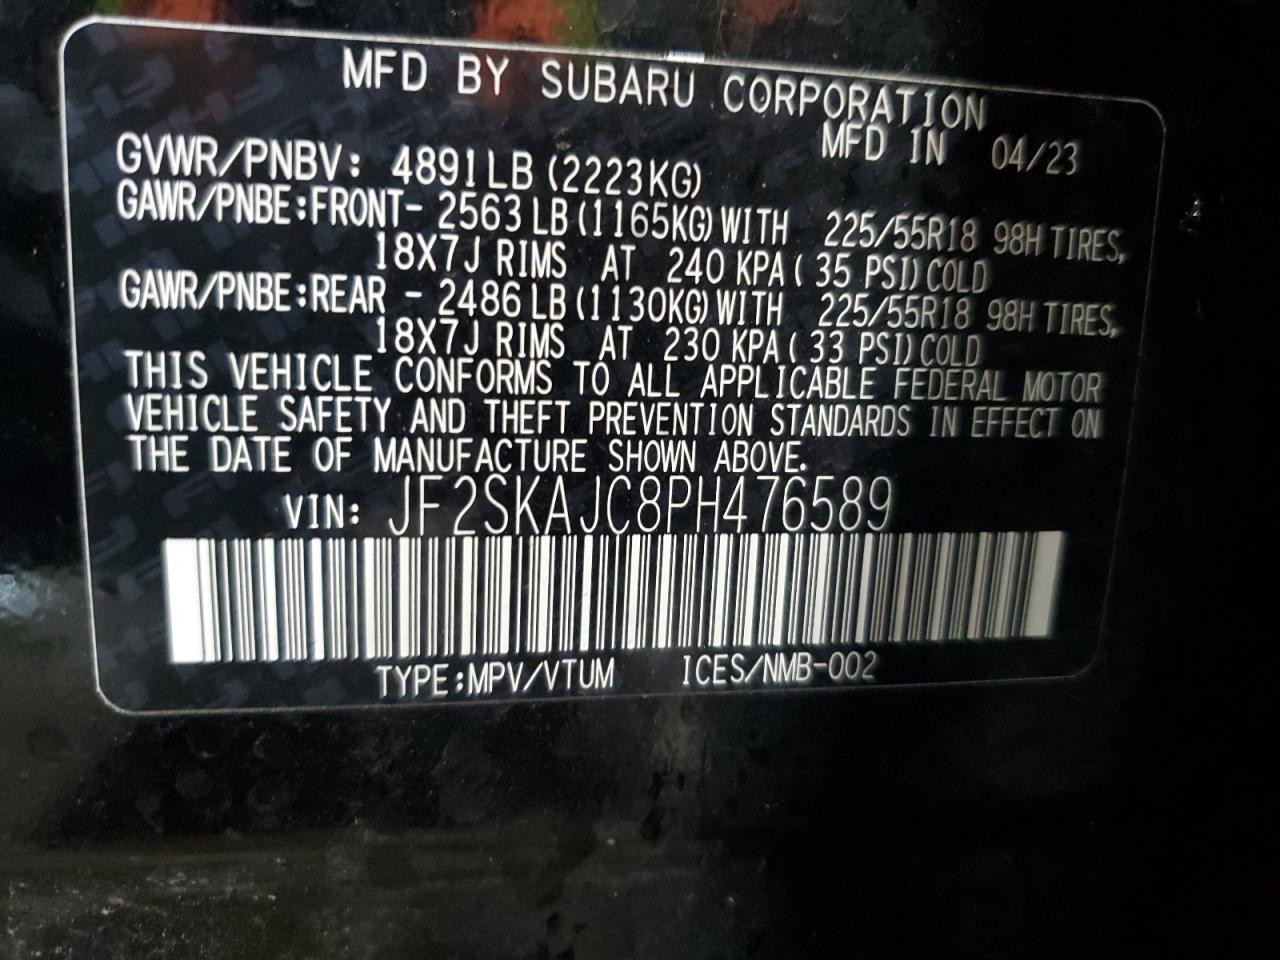 MFD BY SUBARU CORPORATION
MFD IN 04/23
GVWR/PNBV: 4891LB (2223KG)
GAWR/PNBE:FRONT- 2563 LB (1165KG) WITH 225/55R18 98H TIRES,
18X7J RIMS AT 240 KPA ( 35 PSI) COLD
GAWR/PNBE:REAR - 2486 LB (1130KG) WITH 225/55R18 98H TIRES,
18X7J RIMS AT 230 KPA ( 33 PSI) COLD
THIS VEHICLE CONFORMS TO ALL APPLICABLE FEDERAL MOTOR
VEHICLE SAFETY AND THEFT PREVENTION STANDARDS IN EFFECT ON
THE DATE OF MANUFACTURE SHOWN ABOVE.
VIN: JF2SKAJC8PH476589
TYPE:MPV/VTUM ICES/NMB-002